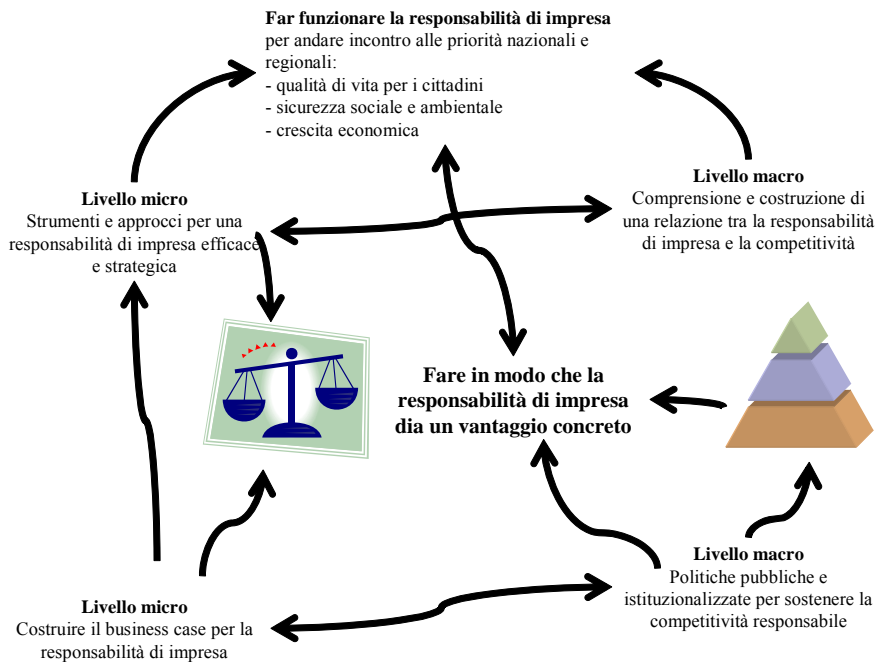 Far funzionare la responsabilità di impresa
per andare incontro alle priorità nazionali e
regionali:
- qualità di vita per i cittadini
- sicurezza sociale e ambientale
- crescita economica
Livello micro
Strumenti e approcci per una
responsabilità di impresa efficace
e strategica
Livello macro
Comprensione e costruzione di
una relazione tra la responsabilità
di impresa e la competitività
Fare in modo che la
responsabilità di impresa
dia un vantaggio concreto
Livello micro
Costruire il business case per la
responsabilità di impresa
Livello macro
Politiche pubbliche e
istituzionalizzate per sostenere la
competitività responsabile